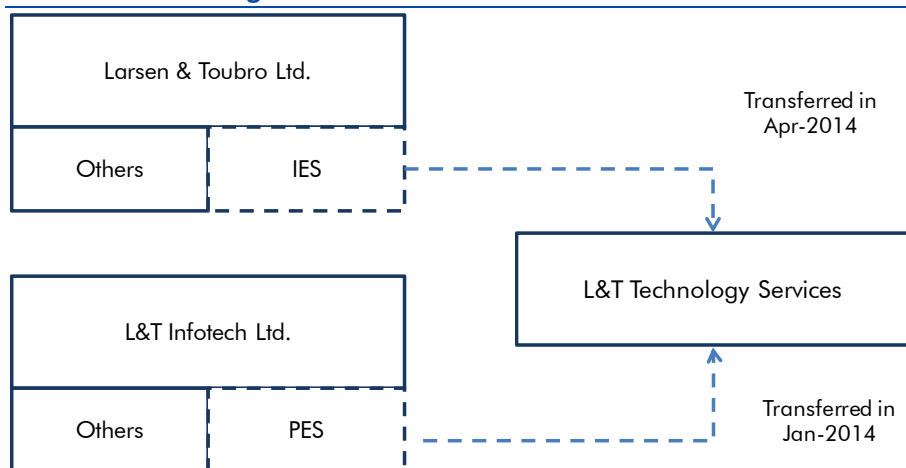 Larsen & Toubro Ltd.
Others
IES
Transferred in
Apr-2014
L&T Technology Services
L&T Infotech Ltd.
Others
PES
Transferred in
Jan-2014